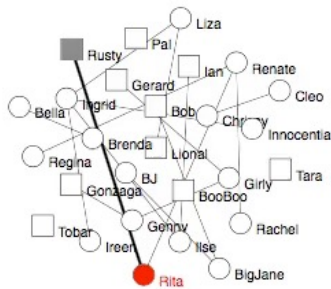 Liza
Pal
Rusty
Ian
Renate
Gerard
Cleo
Ingrid
Bella
Bob
Chrissy
Innocentia
Brenda
Lional
Regina
BJ
Tara
Girly
Gonzaga
BooBoo
Tobar
Genny
Rachel
Ireen
Ilse
BigJane
Rita